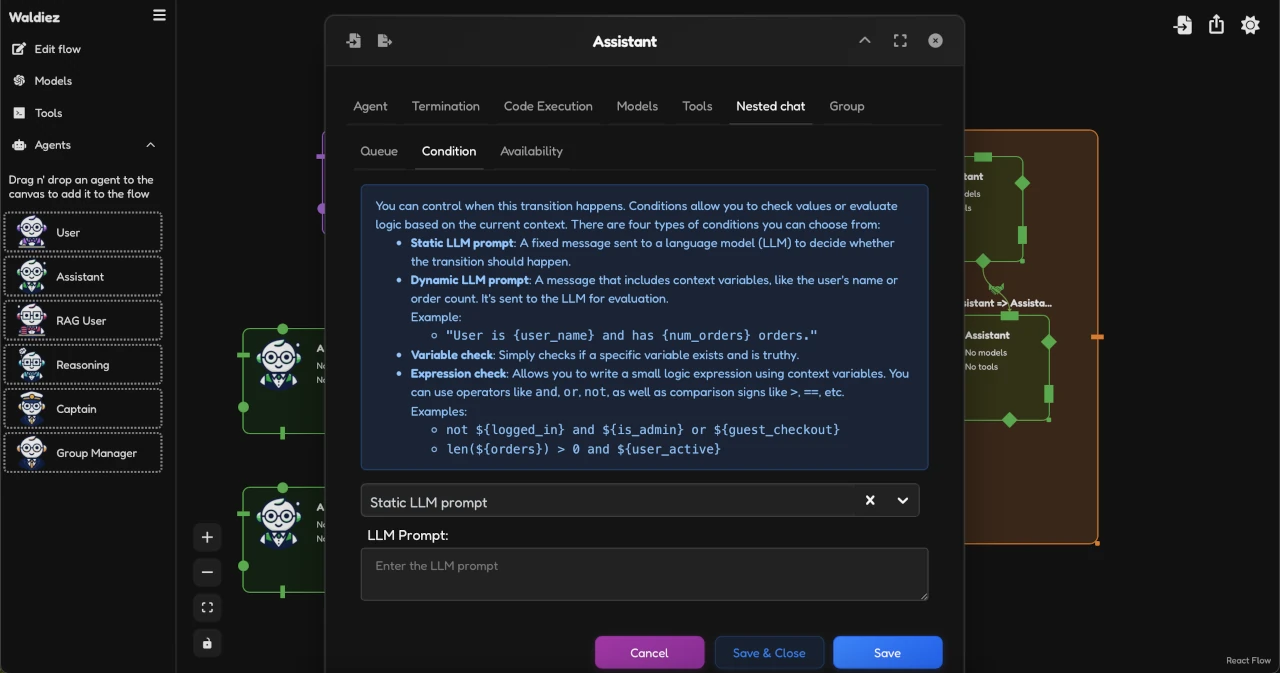 Waldiez
Edit flow
Models
Tools
Agents
Drag n' drop an agent to the
canvas to add it to the flow
User
Assistant
RAG User
Reasoning
Captain
Group Manager
Assistant
Agent Termination Code Execution Models Tools Nested chat Group
Queue Condition Availability
You can control when this transition happens. Conditions allow you to check values or evaluate
logic based on the current context. There are four types of conditions you can choose from:
• Static LLM prompt: A fixed message sent to a language model (LLM) to decide whether
the transition should happen.
• Dynamic LLM prompt: A message that includes context variables, like the user's name or
order count. It's sent to the LLM for evaluation.
Example:
◦ "User is {user_name} and has {num_orders} orders."
• Variable check: Simply checks if a specific variable exists and is truthy.
• Expression check: Allows you to write a small logic expression using context variables. You
can use operators like and, or, not, as well as comparison signs like >, ==, etc.
Examples:
◦ not ${logged_in} and ${is_admin} or ${guest_checkout}
◦ len(${orders}) > 0 and ${user_active}
Static LLM prompt
LLM Prompt:
Enter the LLM prompt
Cancel Save & Close Save
A
No
No
A
No
No
tant
dels
ls
istant => Assista...
Assistant
No models
No tools
React Flow